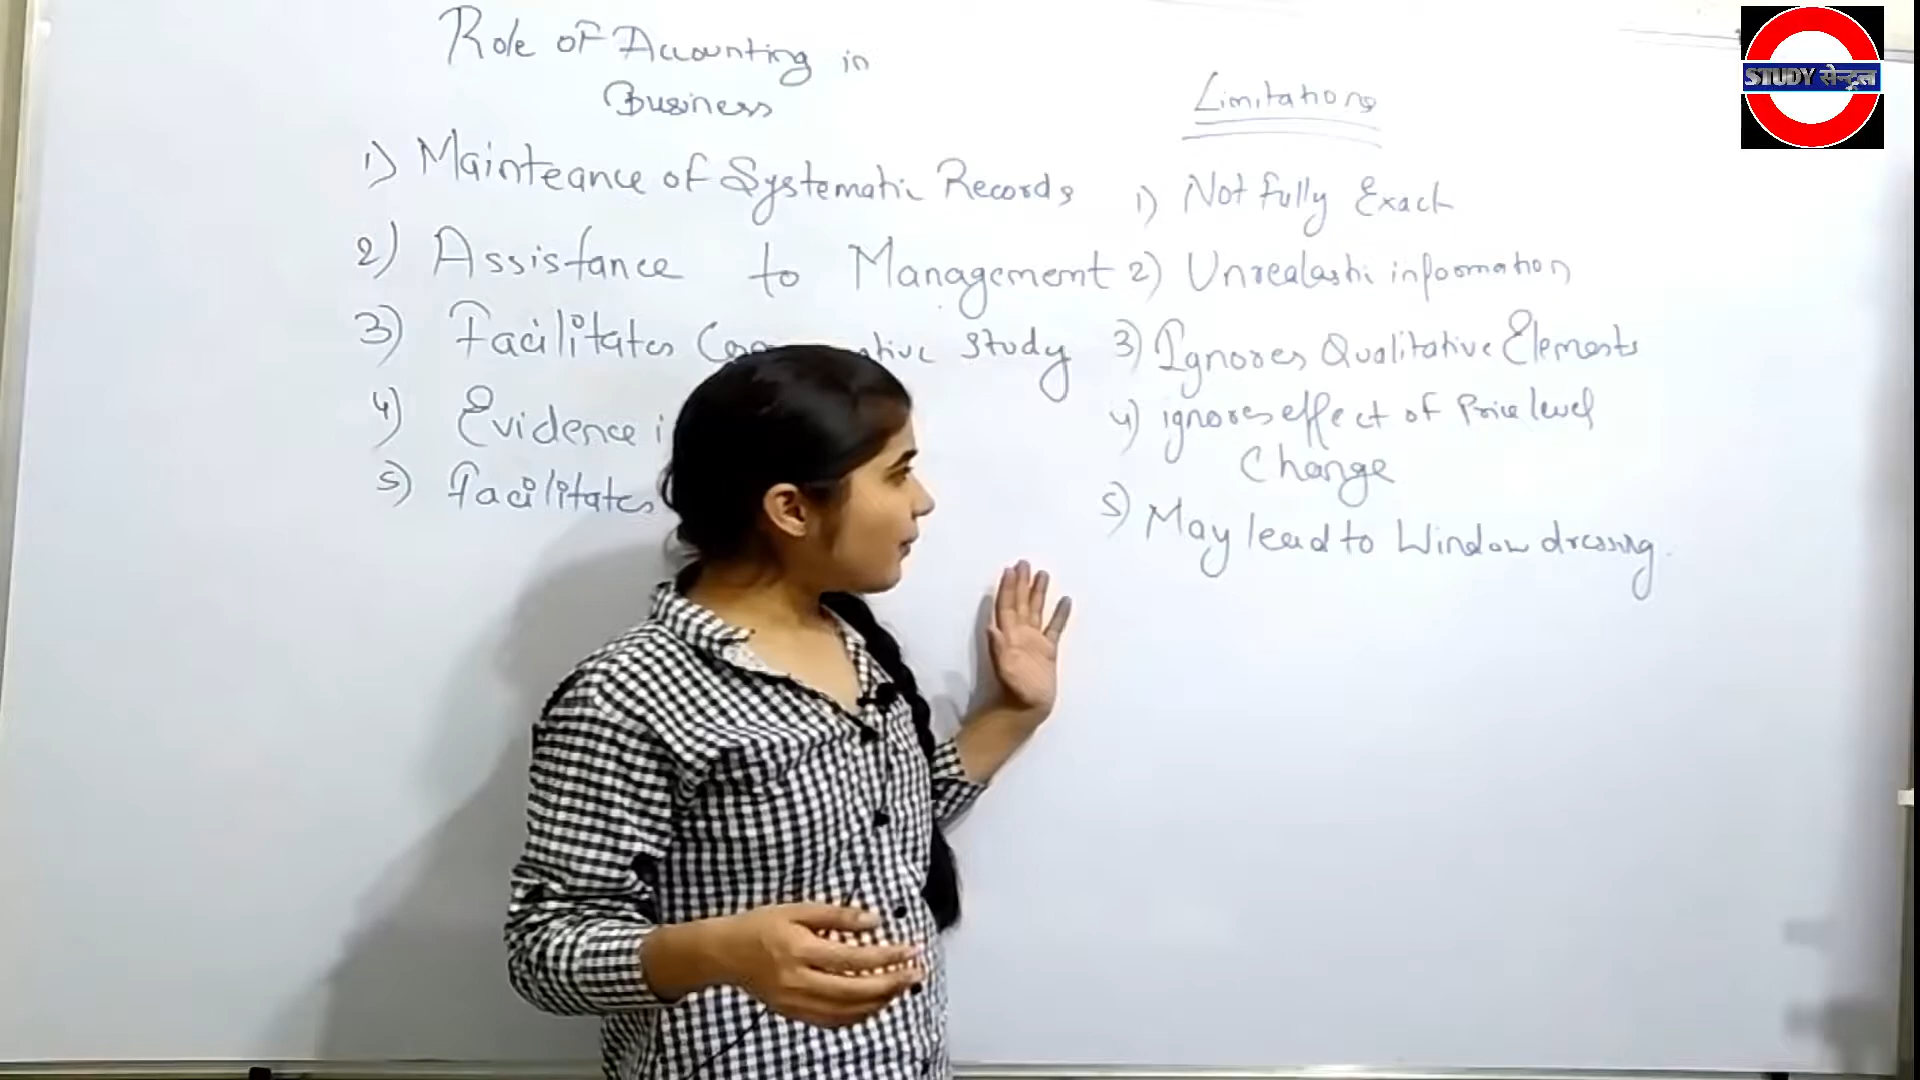 Role of Accounting in
Business
1) Mainteance of Systematic Records
2) Assistance to Management
3) Facilitates study
4) Evidence
5) Facilitates
Limitations
1) Not fully Exact
2) Unrealasti information
3) Ignores Qualitative Elements
4) ignores effect of Price level
Change
5) May lead to Window dressing.
STUDY सेन्ट्रल